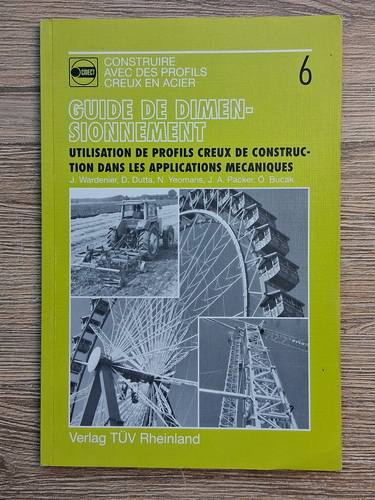 CIDECT
CONSTRUIRE
AVEC DES PROFILS
CREUX EN ACIER
6
GUIDE DE DIMEN-
SIONNEMENT
UTILISATION DE PROFILS CREUX DE CONSTRUC-
TION DANS LES APPLICATIONS MECANIQUES
J. Wardenier, D. Dutta, N. Yeomans, J. A. Packer, O. Bucak
Verlag TÜV Rheinland